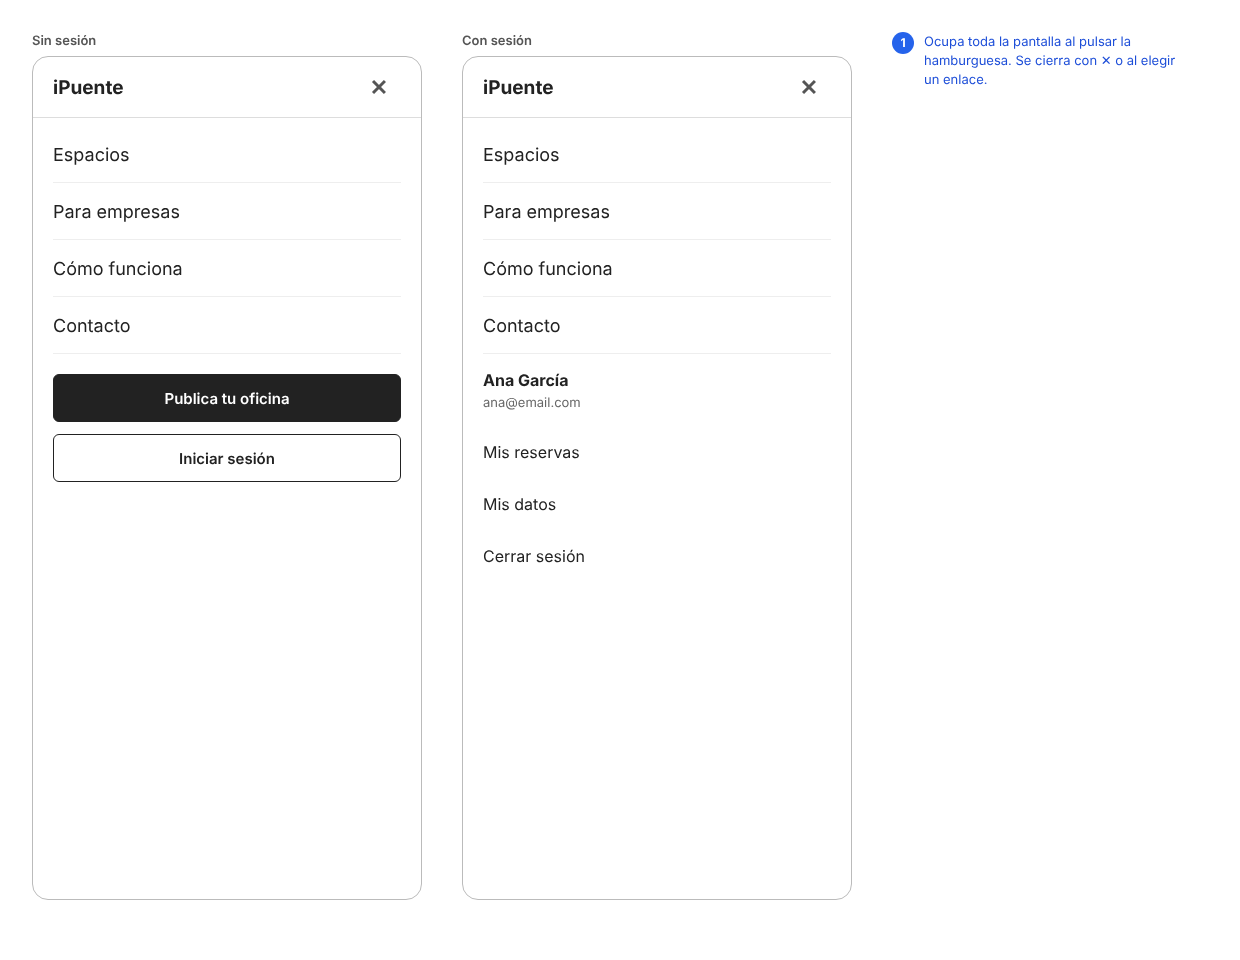 Sin sesión
iPuente
✕
Espacios
Para empresas
Cómo funciona
Contacto
Publica tu oficina
Iniciar sesión
Con sesión
iPuente
✕
Espacios
Para empresas
Cómo funciona
Contacto
Ana García
ana@email.com
Mis reservas
Mis datos
Cerrar sesión
1
Ocupa toda la pantalla al pulsar la
hamburguesa. Se cierra con ✕ o al elegir
un enlace.